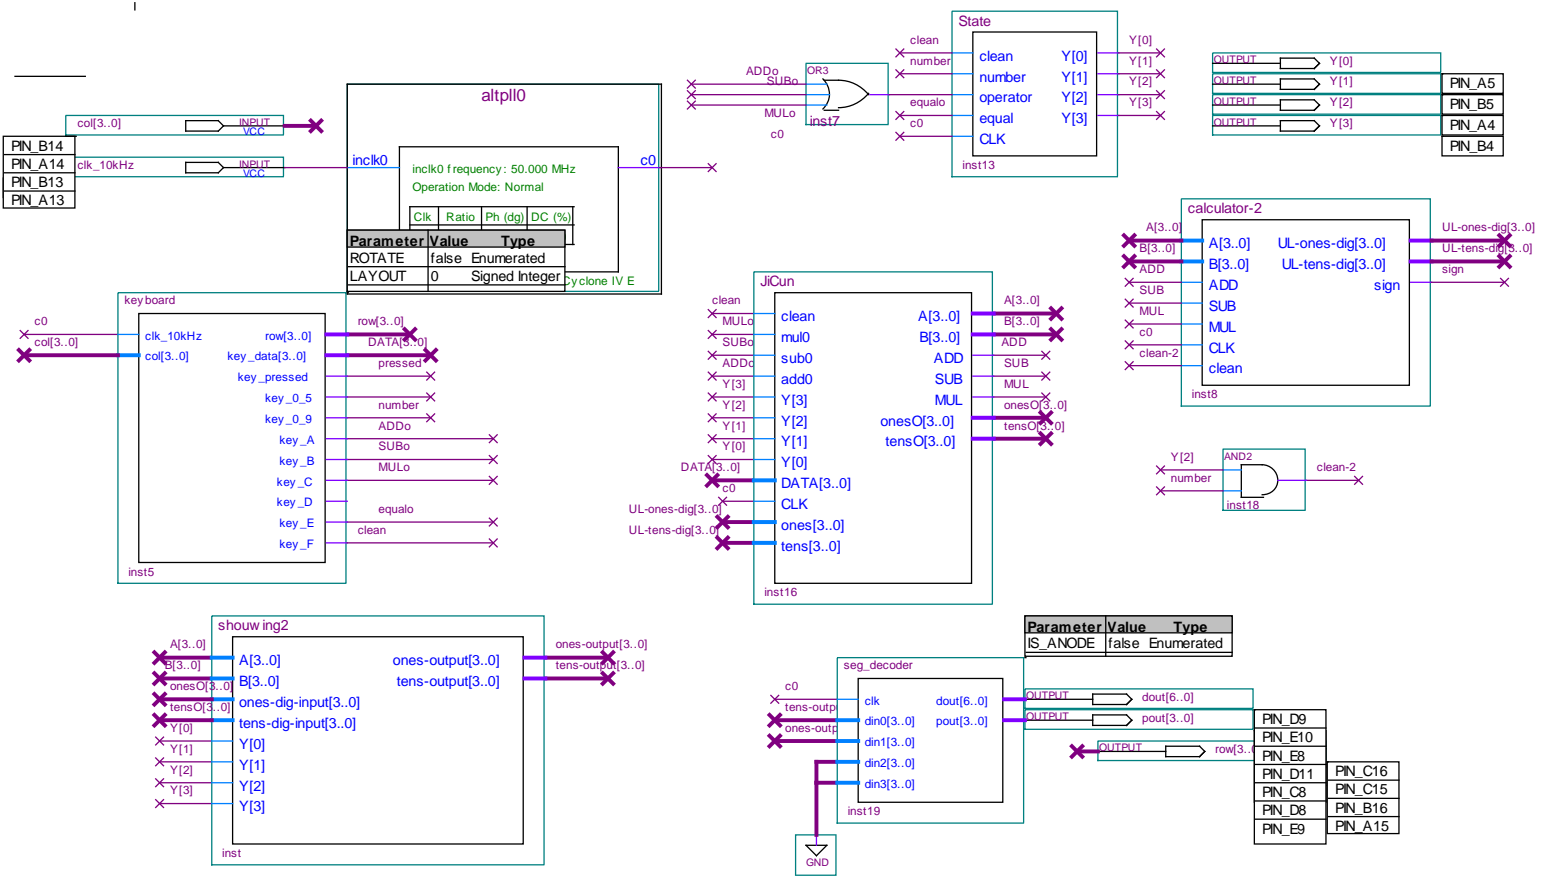 col[3..0]
INPUT
VCC
PIN_B14
PIN_A14
PIN_B13
PIN_A13
clk_10kHz
INPUT
VCC
altpll0
inclk0
c0
inclk0 frequency: 50.000 MHz
Operation Mode: Normal
Clk Ratio Ph (dg) DC (%)
Cyclone IV E
Parameter Value Type
ROTATE false Enumerated
LAYOUT 0 Signed Integer
ADDo
SUBo
MULo
OR3
inst7
State
clean
number
equalo
c0
clean
number
operator
equal
CLK
Y[0]
Y[1]
Y[2]
Y[3]
Y[0]
Y[1]
Y[2]
Y[3]
inst13
OUTPUT Y[0]
OUTPUT Y[1]
OUTPUT Y[2]
OUTPUT Y[3]
PIN_A5
PIN_B5
PIN_A4
PIN_B4
keyboard
c0
col[3..0]
clk_10kHz
col[3..0]
row[3..0]
key_data[3..0]
key_pressed
key_0_5
key_0_9
key_A
key_B
key_C
key_D
key_E
key_F
row[3..0]
DATA[3..0]
pressed
number
ADDo
SUBo
MULo
equalo
clean
inst5
JiCun
clean
MULo
SUBo
ADDo
Y[3]
Y[2]
Y[1]
Y[0]
DATA[3..0]
c0
UL-ones-dig[3..0]
UL-tens-dig[3..0]
clean
mul0
sub0
add0
Y[3]
Y[2]
Y[1]
Y[0]
DATA[3..0]
CLK
ones[3..0]
tens[3..0]
A[3..0]
B[3..0]
ADD
SUB
MUL
onesO[3..0]
tensO[3..0]
A[3..0]
B[3..0]
ADD
SUB
MUL
onesO[3..0]
tensO[3..0]
inst16
calculator-2
A[3..0]
B[3..0]
ADD
SUB
MUL
c0
clean-2
A[3..0]
B[3..0]
ADD
SUB
MUL
CLK
clean
UL-ones-dig[3..0]
UL-tens-dig[3..0]
sign
UL-ones-dig[3..0]
UL-tens-dig[3..0]
sign
inst8
Y[2]
number
AND2
clean-2
inst18
shouwing2
A[3..0]
B[3..0]
onesO[3..0]
tensO[3..0]
Y[0]
Y[1]
Y[2]
Y[3]
A[3..0]
B[3..0]
ones-dig-input[3..0]
tens-dig-input[3..0]
Y[0]
Y[1]
Y[2]
Y[3]
ones-output[3..0]
tens-output[3..0]
ones-output[3..0]
tens-output[3..0]
inst
Parameter Value Type
IS_ANODE false Enumerated
seg_decoder
c0
tens-outp
ones-outp
clk
din0[3..0]
din1[3..0]
din2[3..0]
din3[3..0]
dout[6..0]
pout[3..0]
inst19
GND
OUTPUT dout[6..0]
OUTPUT pout[3..0]
OUTPUT row[3..
PIN_D9
PIN_E10
PIN_E8
PIN_D11
PIN_C8
PIN_D8
PIN_E9
PIN_C16
PIN_C15
PIN_B16
PIN_A15